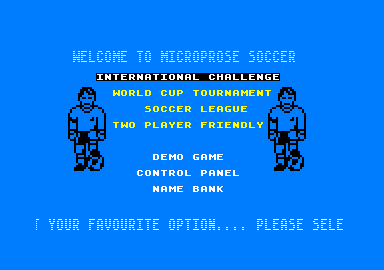 WELCOME TO MICROPROSE SOCCER
INTERNATIONAL CHALLENGE
WORLD CUP TOURNAMENT
SOCCER LEAGUE
TWO PLAYER FRIENDLY
DEMO GAME
CONTROL PANEL
NAME BANK
YOUR FAVOURITE OPTION.... PLEASE SELE